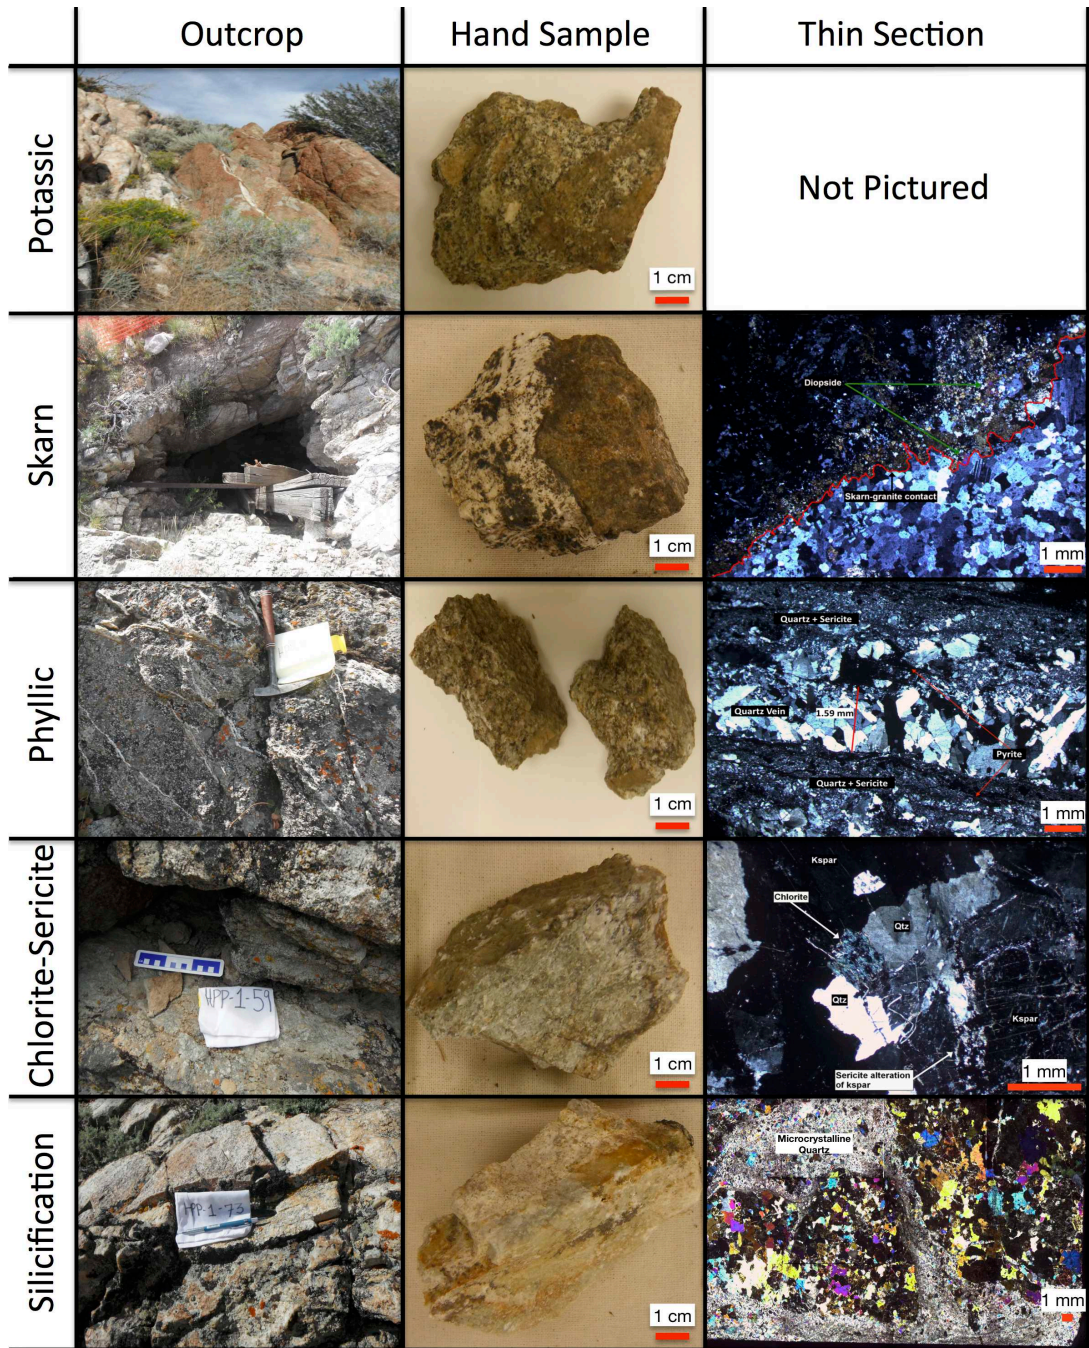 Outcrop
Hand Sample
Thin Section
Potassic
1 cm
Not Pictured
Skarn
1 cm
Diopside
Skarn-granite contact
1 mm
Phyllic
1 cm
Quartz + Sericite
Quartz Vein
1.59 mm
Pyrite
Quartz + Sericite
1 mm
Chlorite-Sericite
HPP-1-59
1 cm
Kspar
Chlorite
Qtz
Qtz
Kspar
Sericite alteration
of kspar
1 mm
Silicification
HPP-1-73
1 cm
Microcrystalline
Quartz
1 mm